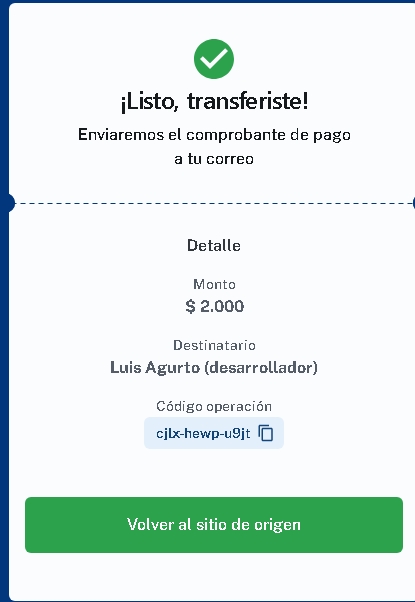 ¡Listo, transferiste!
Enviaremos el comprobante de pago
a tu correo
Detalle
Monto
$ 2.000
Destinatario
Luis Agurto (desarrollador)
Código operación
cjlx-hewp-u9jt
Volver al sitio de origen